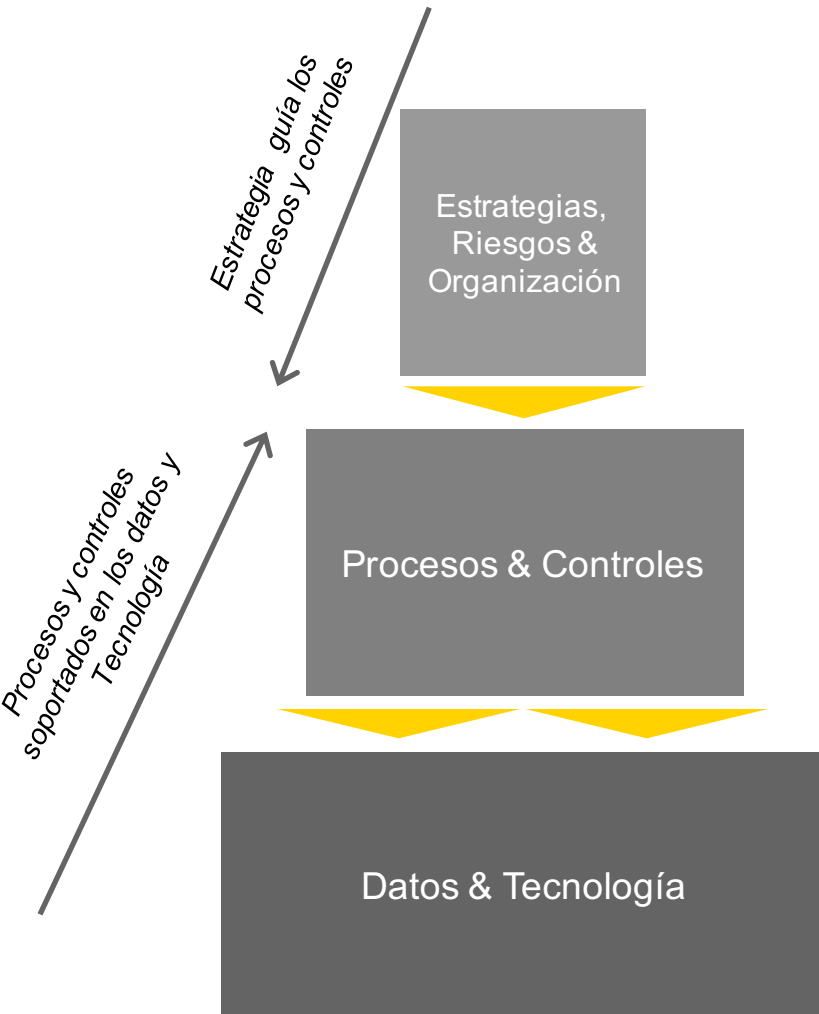 Estrategia guía los
procesos y controles
Estrategias,
Riesgos &
Organización
Procesos y controles
soportados en los datos y
Tecnología
Procesos & Controles
Datos & Tecnología